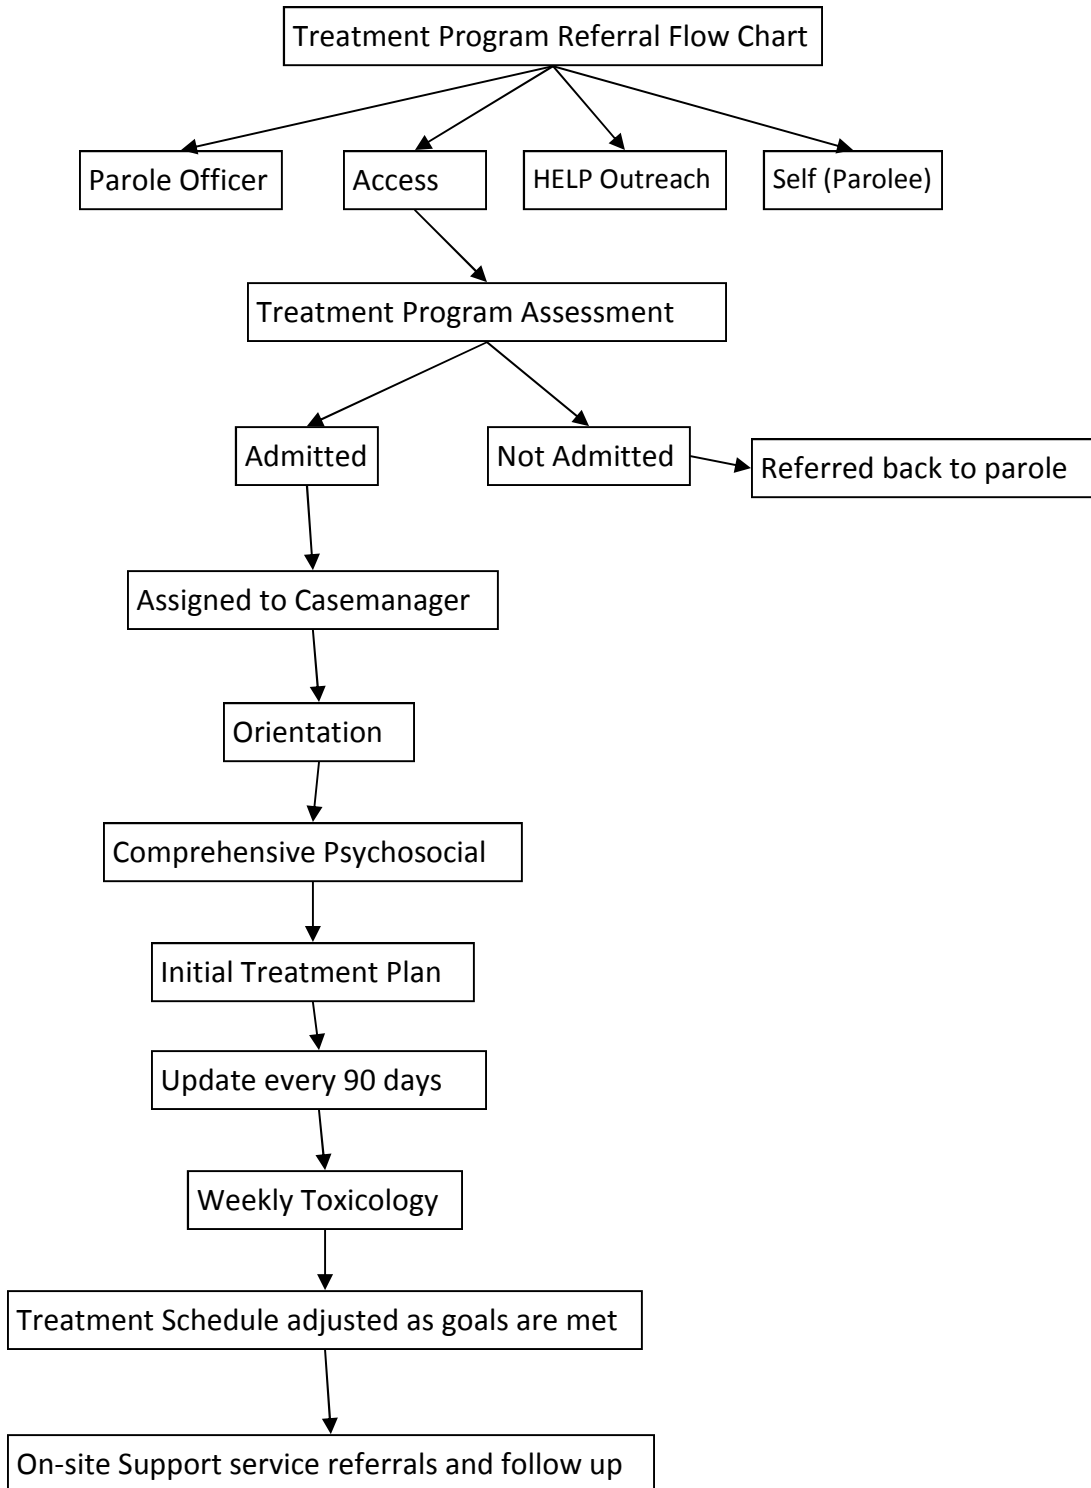 Treatment Program Referral Flow Chart
Parole Officer
Access
HELP Outreach
Self (Parolee)
Treatment Program Assessment
Admitted
Not Admitted
Referred back to parole
Assigned to Casemanager
Orientation
Comprehensive Psychosocial
Initial Treatment Plan
Update every 90 days
Weekly Toxicology
Treatment Schedule adjusted as goals are met
On-site Support service referrals and follow up